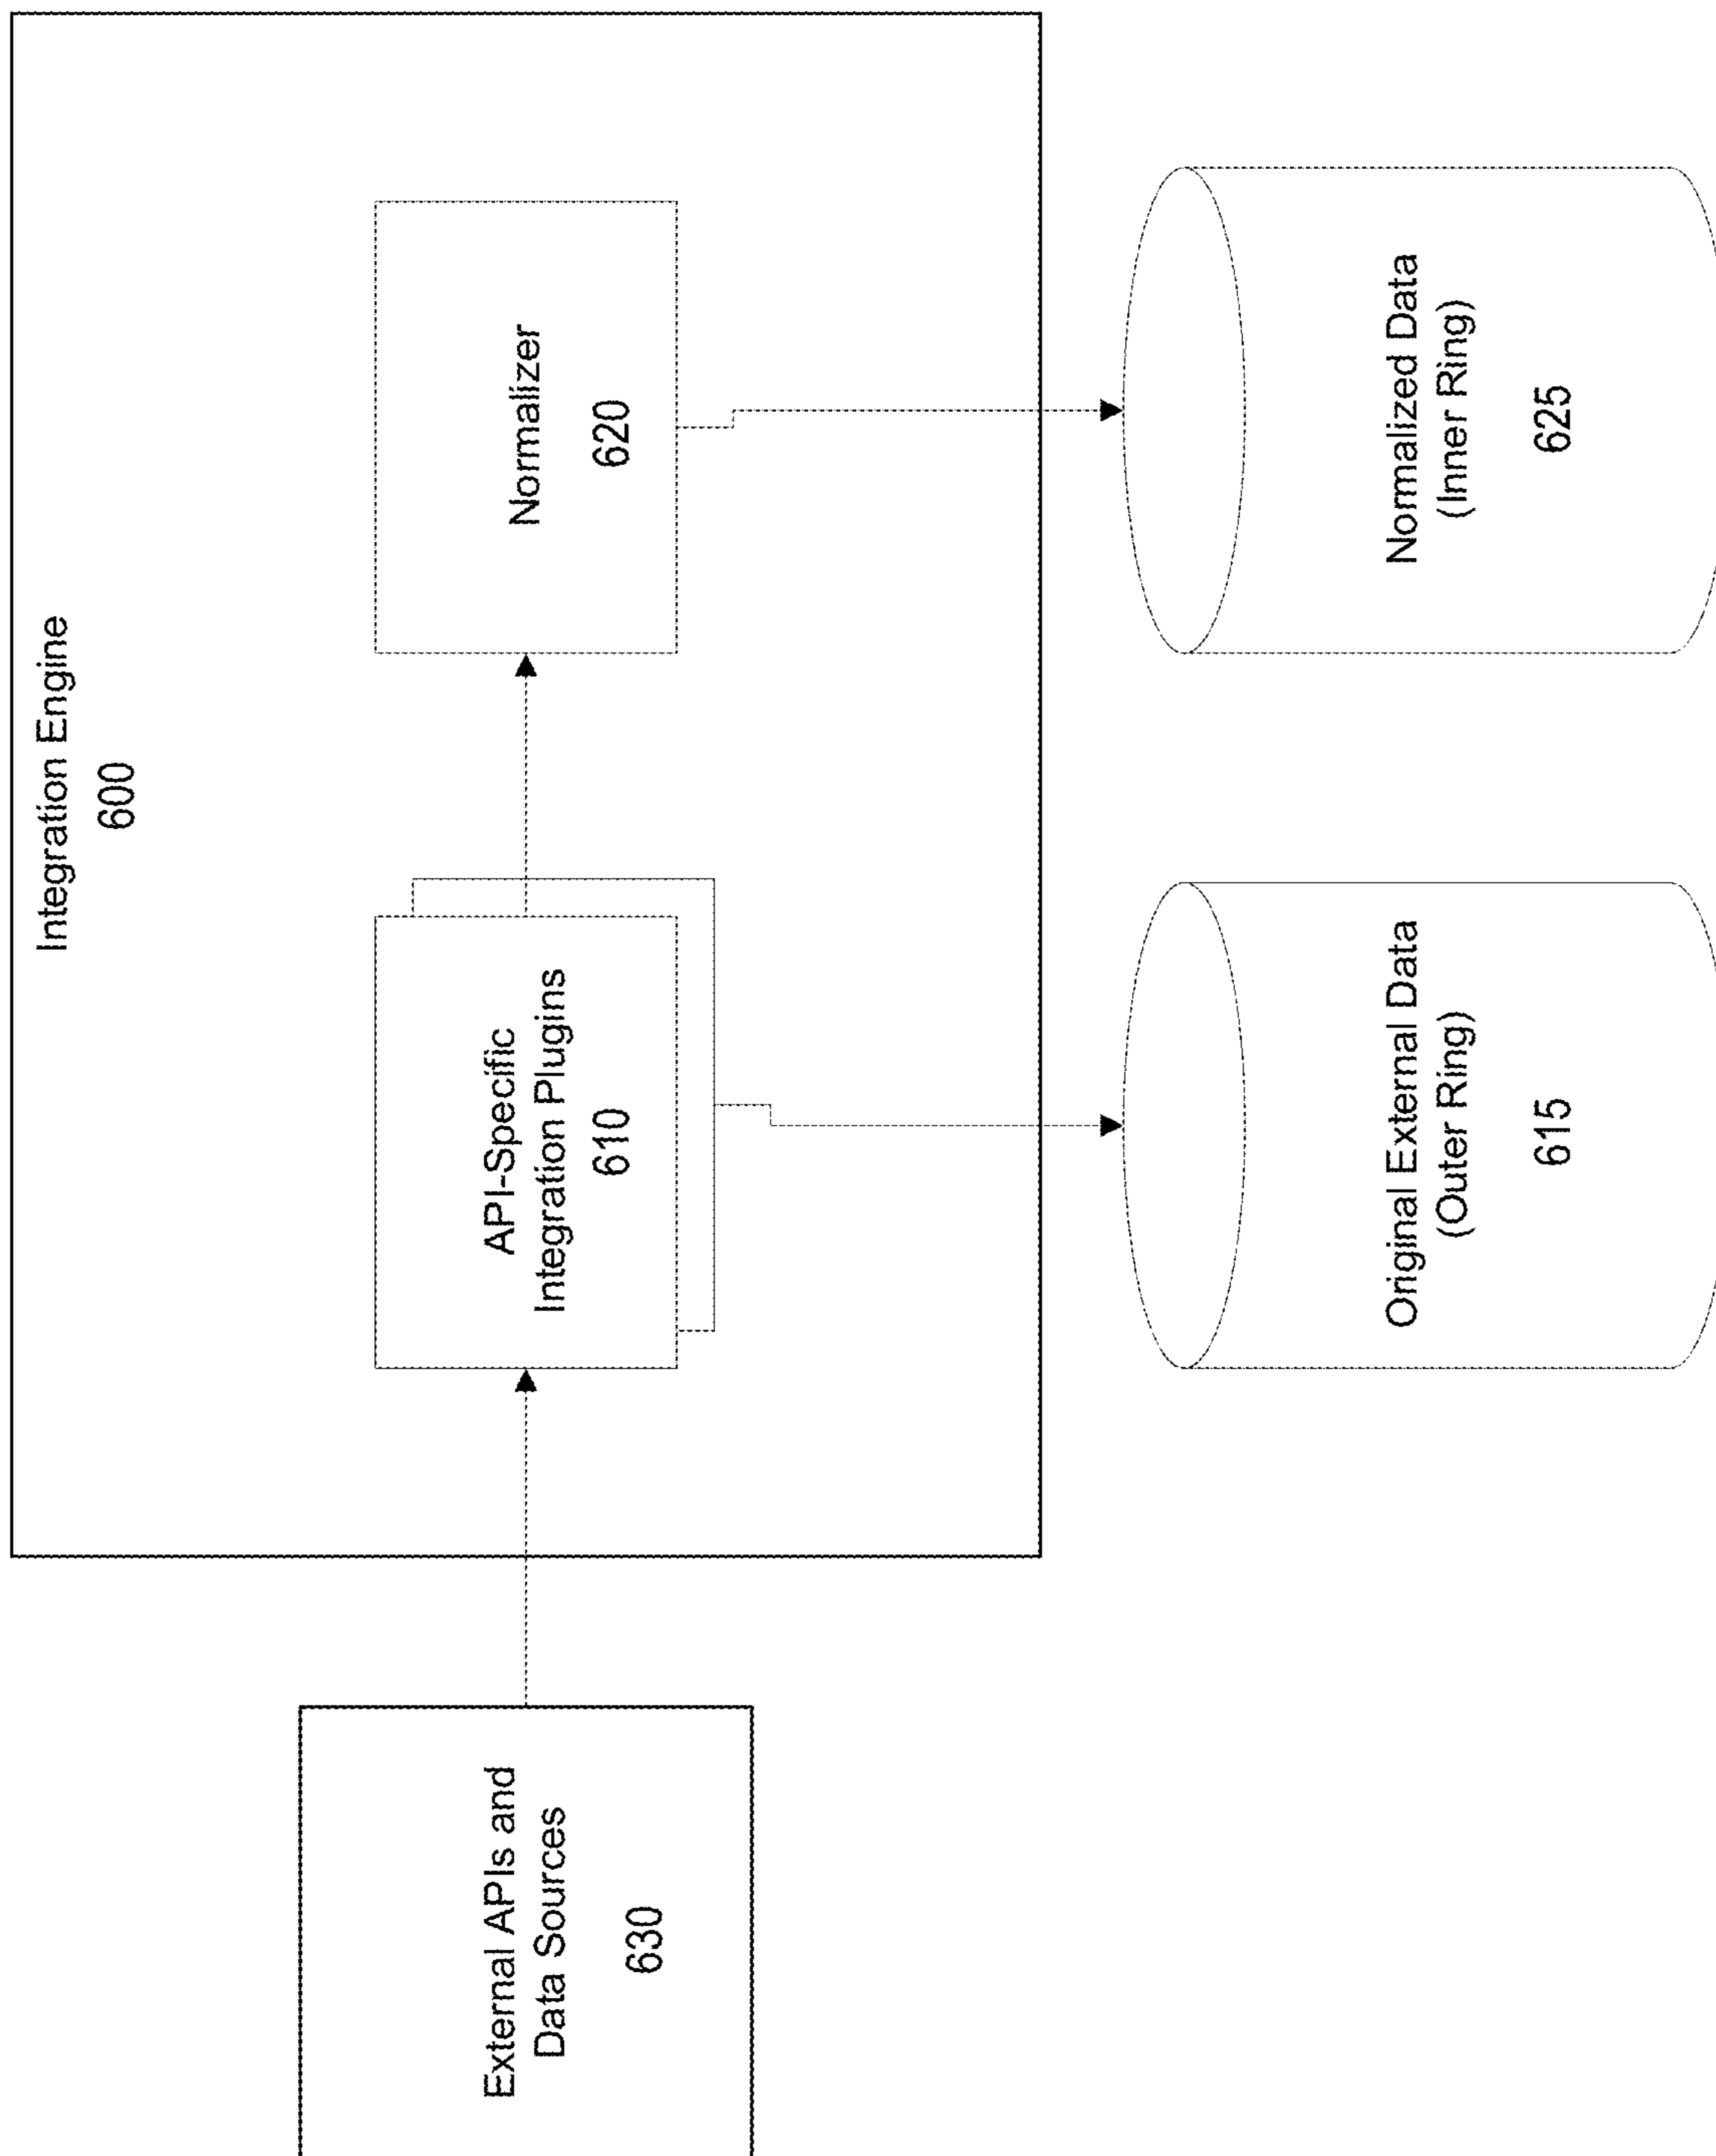 Integration Engine
600
External APIs and
Data Sources
630
API-Specific
Integration Plugins
610
Normalizer
620
Original External Data
(Outer Ring)
615
Normalized Data
(Inner Ring)
625